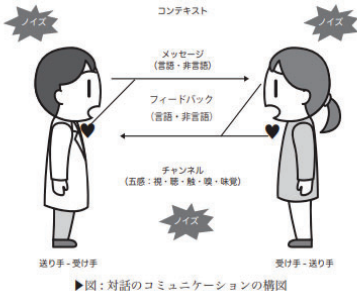 コンテキスト
ノイズ
ノイズ
メッセージ
(言語・非言語)
フィードバック
(言語・非言語)
チャンネル
(五感：視・聴・触・嗅・味覚)
ノイズ
送り手 - 受け手
受け手 - 送り手
▶図：対話のコミュニケーションの構図